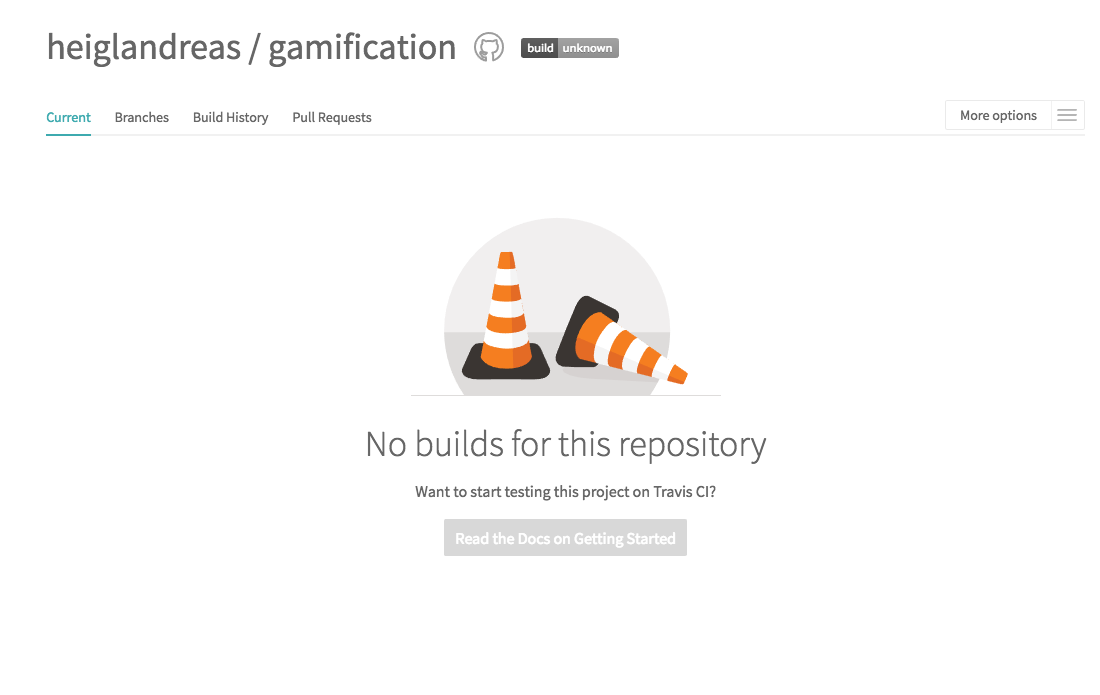 heiglandreas / gamification build unknown
Current Branches Build History Pull Requests More options
No builds for this repository
Want to start testing this project on Travis CI?
Read the Docs on Getting Started